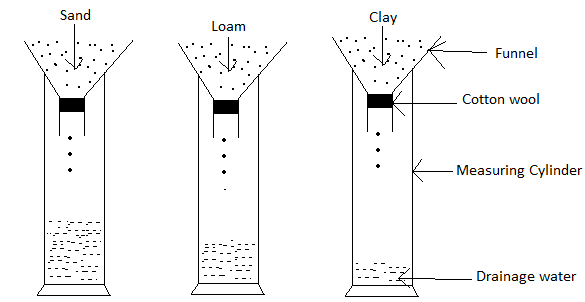 Sand
Loam
Clay
Funnel
Cotton wool
Measuring Cylinder
Drainage water